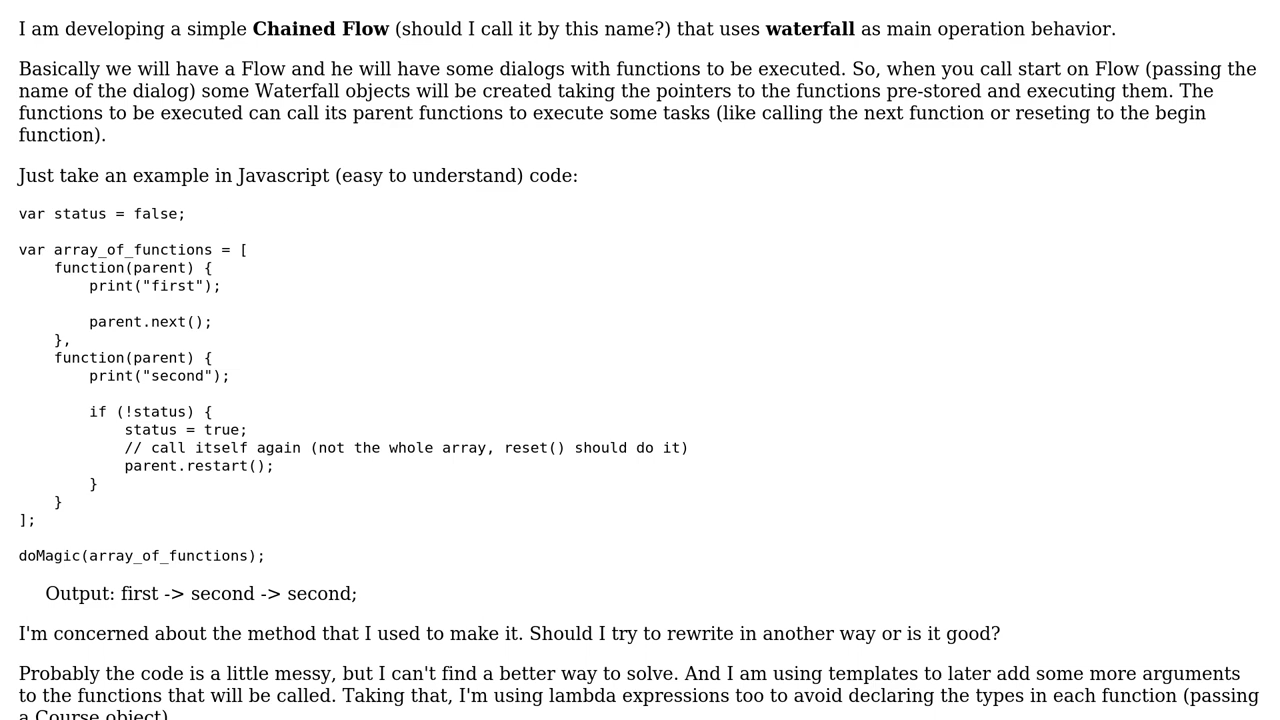 I am developing a simple Chained Flow (should I call it by this name?) that uses waterfall as main operation behavior.
Basically we will have a Flow and he will have some dialogs with functions to be executed. So, when you call start on Flow (passing the
name of the dialog) some Waterfall objects will be created taking the pointers to the functions pre-stored and executing them. The
functions to be executed can call its parent functions to execute some tasks (like calling the next function or reseting to the begin
function).
Just take an example in Javascript (easy to understand) code:
var status = false;
var array_of_functions = [
    function(parent) {
        print("first");
        parent.next();
    },
    function(parent) {
        print("second");
        if (!status) {
            status = true;
            // call itself again (not the whole array, reset() should do it)
            parent.restart();
        }
    }
];
doMagic(array_of_functions);
Output: first -> second -> second;
I'm concerned about the method that I used to make it. Should I try to rewrite in another way or is it good?
Probably the code is a little messy, but I can't find a better way to solve. And I am using templates to later add some more arguments
to the functions that will be called. Taking that, I'm using lambda expressions too to avoid declaring the types in each function (passing
a Course object)